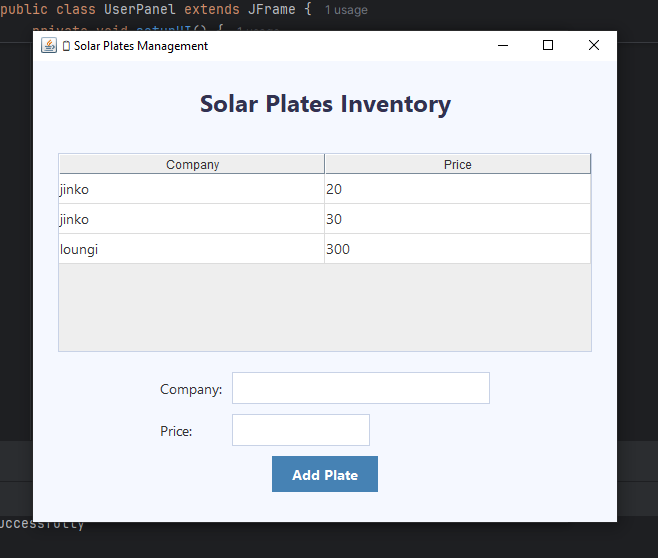 public class UserPanel extends JFrame { 1 usage
private void setupUI() { 1 usage
Solar Plates Management
Solar Plates Inventory
Company Price
jinko 20
jinko 30
loungi 300
Company:
Price:
Add Plate
uccessfully